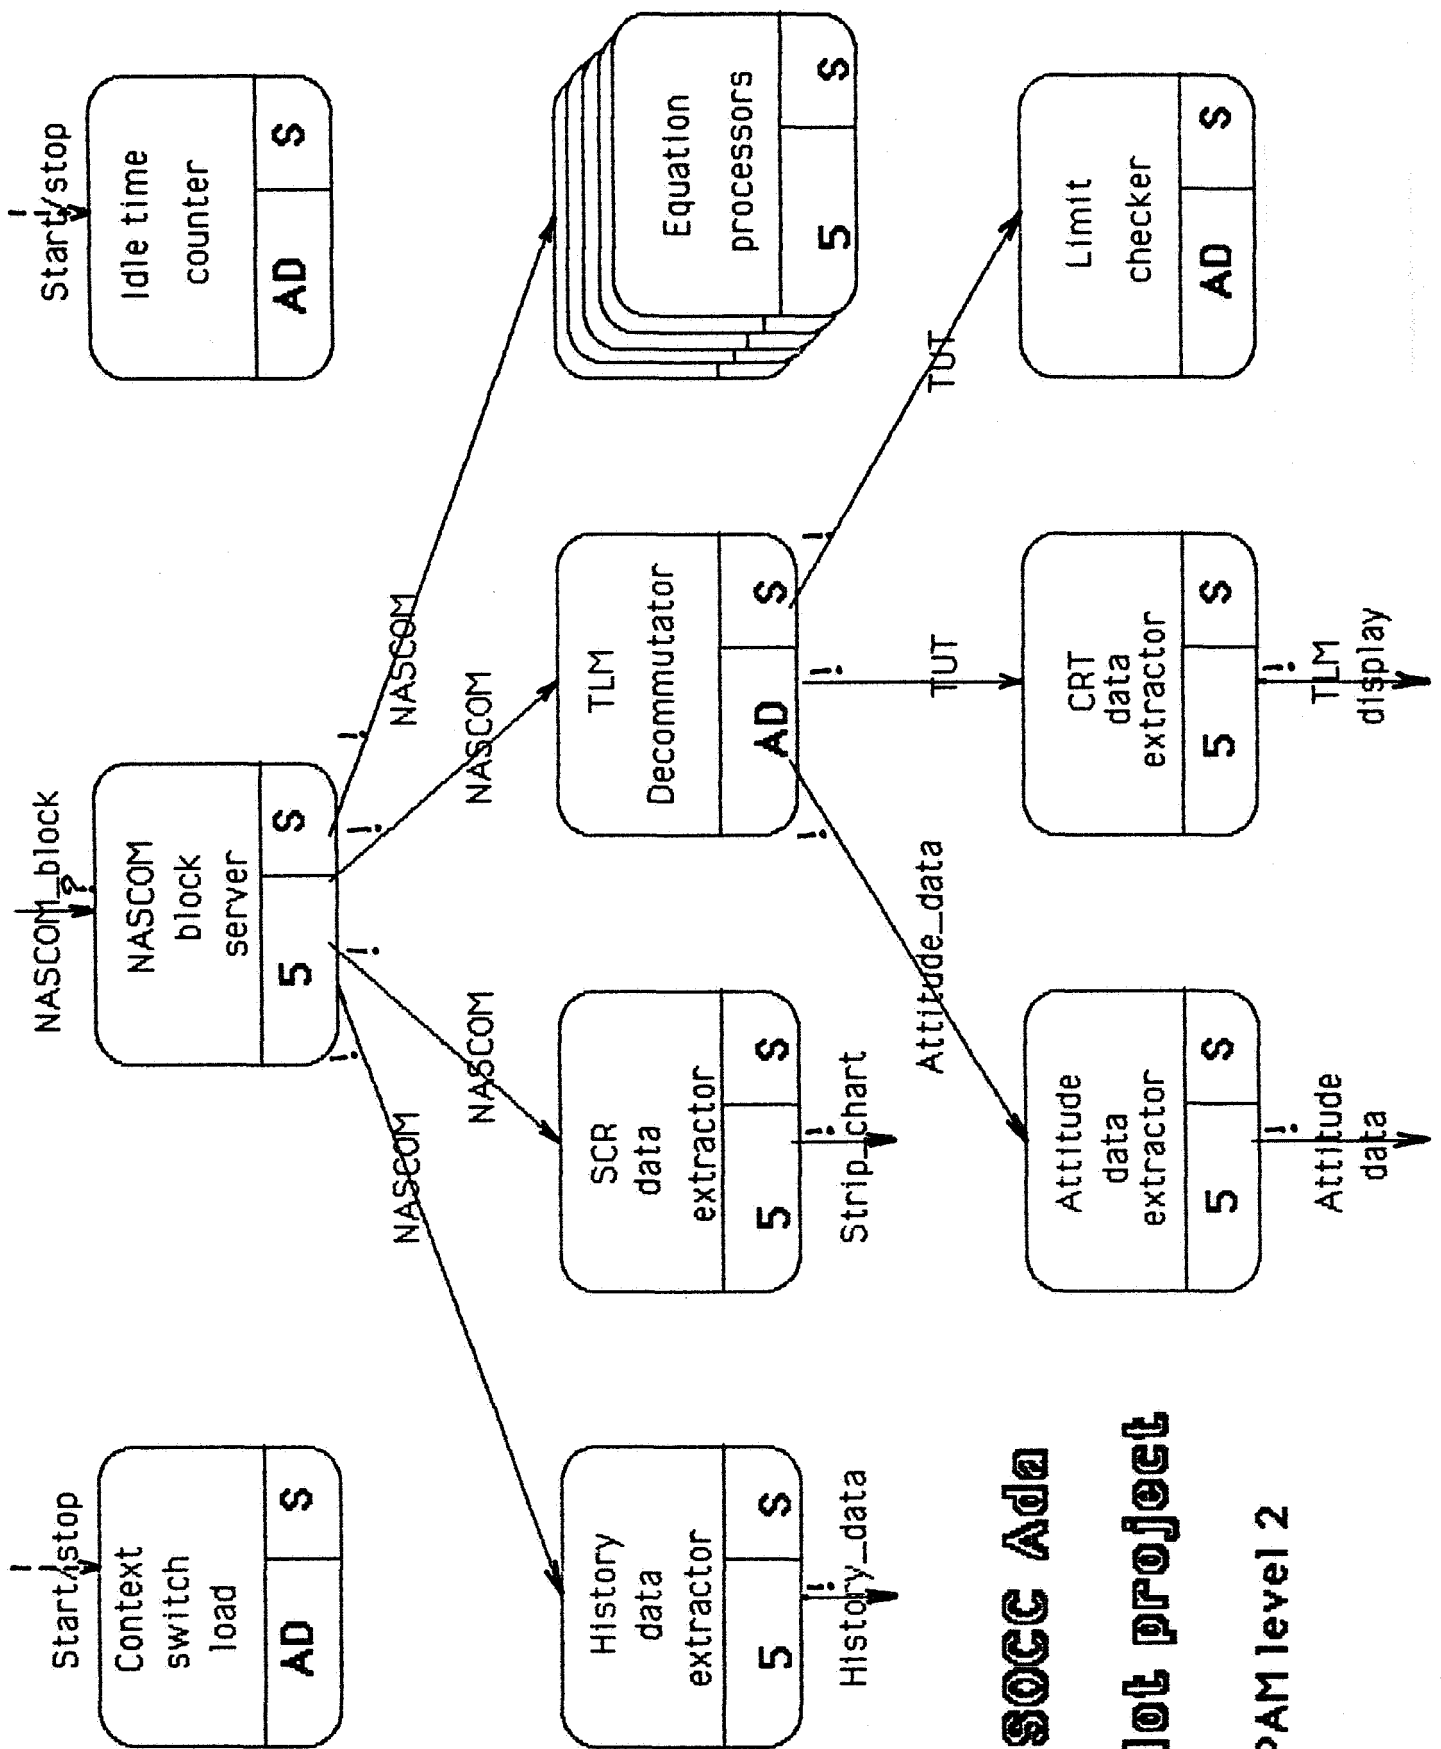 Start/stop
Context
switch
load
AD S
NASCOM_block
?
NASCOM
block
server
5 S
Start/stop
Idle time
counter
AD S
!
!
!
!
NASCOM
NASCOM
NASCOM
NASCOM
History
data
extractor
5 S
!
History_data
SCR
data
extractor
5 S
!
Strip_chart
TLM
Decommutator
AD S
!
!
!
Equation
processors
5 S
Attitude_data
TUT
TUT
Attitude
data
extractor
5 S
!
Attitude
data
CRT
data
extractor
5 S
!
TLM
display
Limit
checker
AD S
SOCC Ada
lot project
PAM level 2